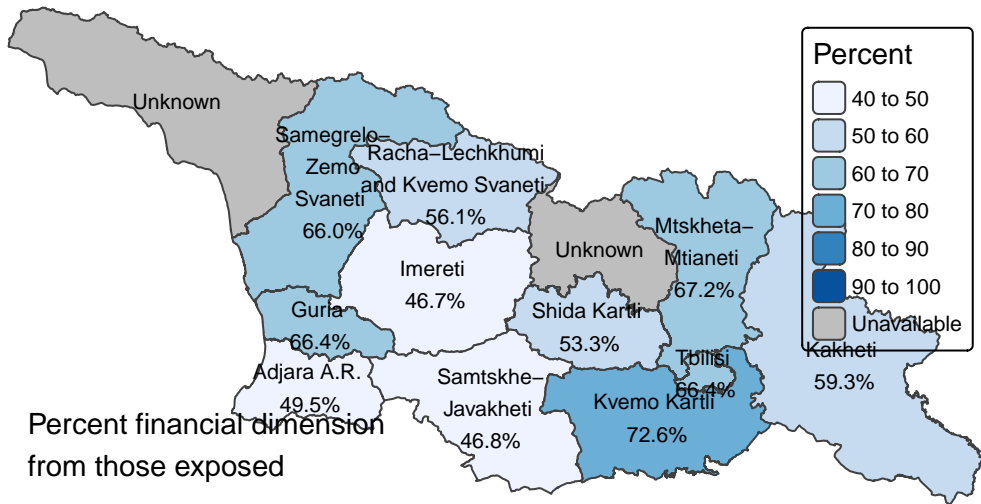 Unknown
Samegrelo–
Zemo
Svaneti
66.0%
Racha–Lechkhumi
and Kvemo Svaneti
56.1%
Imereti
46.7%
Unknown
Mtskheta–
Mtianeti
67.2%
Guria
66.4%
Shida Kartli
53.3%
Adjara A.R.
49.5%
Samtskhe–
Javakheti
46.8%
Kvemo Kartli
72.6%
Tbilisi
66.4%
Kakheti
59.3%
Percent
40 to 50
50 to 60
60 to 70
70 to 80
80 to 90
90 to 100
Unavailable
Percent financial dimension
from those exposed